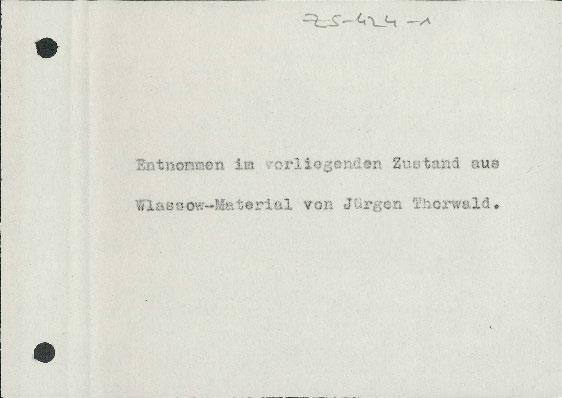 ZS-424-1
Entnommen im vorliegenden Zustand aus
Wlassow-Material von Jürgen Thorwald.